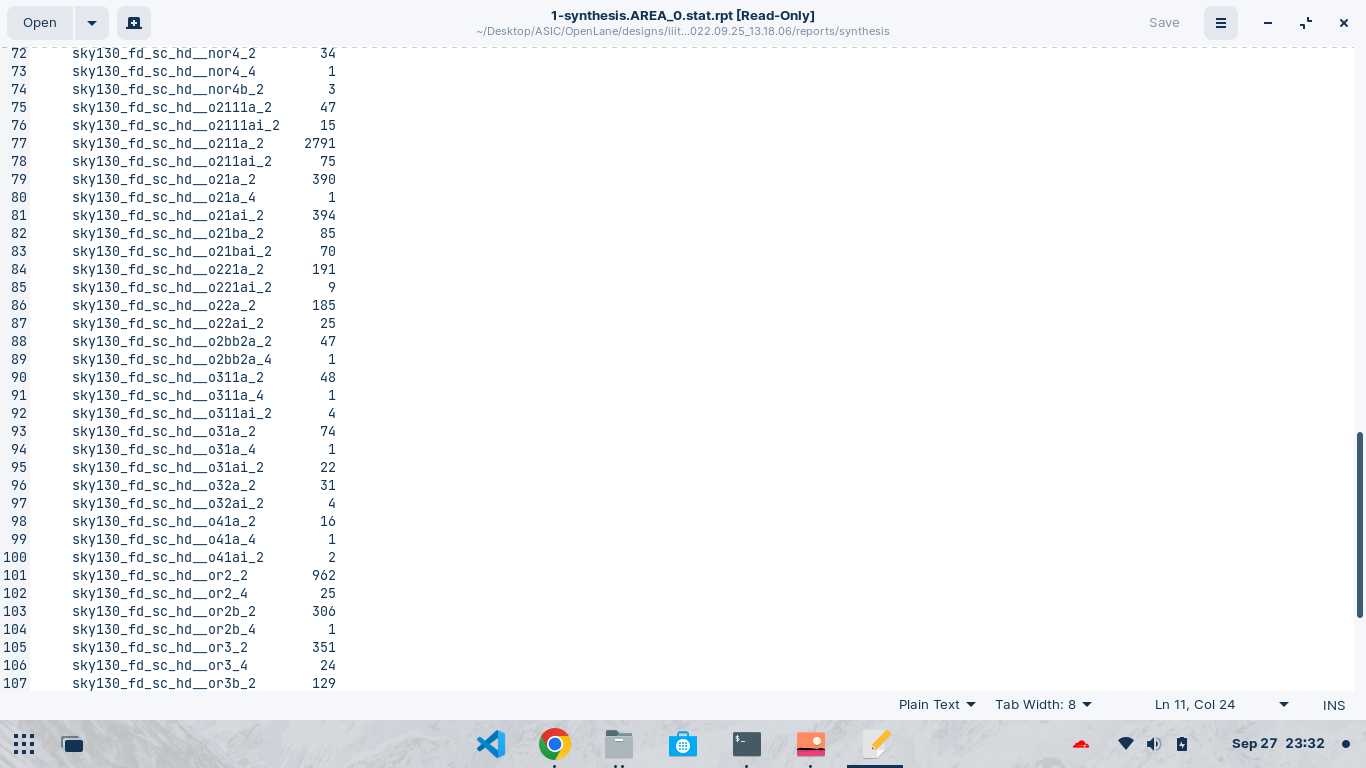 Open
1-synthesis.AREA_0.stat.rpt [Read-Only]
~/Desktop/ASIC/OpenLane/designs/iiit...022.09.25_13.18.06/reports/synthesis
Save
72 sky130_fd_sc_hd__nor4_2 34
73 sky130_fd_sc_hd__nor4_4 1
74 sky130_fd_sc_hd__nor4b_2 3
75 sky130_fd_sc_hd__o2111a_2 47
76 sky130_fd_sc_hd__o2111ai_2 15
77 sky130_fd_sc_hd__o211a_2 2791
78 sky130_fd_sc_hd__o211ai_2 75
79 sky130_fd_sc_hd__o21a_2 390
80 sky130_fd_sc_hd__o21a_4 1
81 sky130_fd_sc_hd__o21ai_2 394
82 sky130_fd_sc_hd__o21ba_2 85
83 sky130_fd_sc_hd__o21bai_2 70
84 sky130_fd_sc_hd__o221a_2 191
85 sky130_fd_sc_hd__o221ai_2 9
86 sky130_fd_sc_hd__o22a_2 185
87 sky130_fd_sc_hd__o22ai_2 25
88 sky130_fd_sc_hd__o2bb2a_2 47
89 sky130_fd_sc_hd__o2bb2a_4 1
90 sky130_fd_sc_hd__o311a_2 48
91 sky130_fd_sc_hd__o311a_4 1
92 sky130_fd_sc_hd__o311ai_2 4
93 sky130_fd_sc_hd__o31a_2 74
94 sky130_fd_sc_hd__o31a_4 1
95 sky130_fd_sc_hd__o31ai_2 22
96 sky130_fd_sc_hd__o32a_2 31
97 sky130_fd_sc_hd__o32ai_2 4
98 sky130_fd_sc_hd__o41a_2 16
99 sky130_fd_sc_hd__o41a_4 1
100 sky130_fd_sc_hd__o41ai_2 2
101 sky130_fd_sc_hd__or2_2 962
102 sky130_fd_sc_hd__or2_4 25
103 sky130_fd_sc_hd__or2b_2 306
104 sky130_fd_sc_hd__or2b_4 1
105 sky130_fd_sc_hd__or3_2 351
106 sky130_fd_sc_hd__or3_4 24
107 sky130_fd_sc_hd__or3b_2 129
Plain Text Tab Width: 8 Ln 11, Col 24 INS
$_
Sep 27 23:32